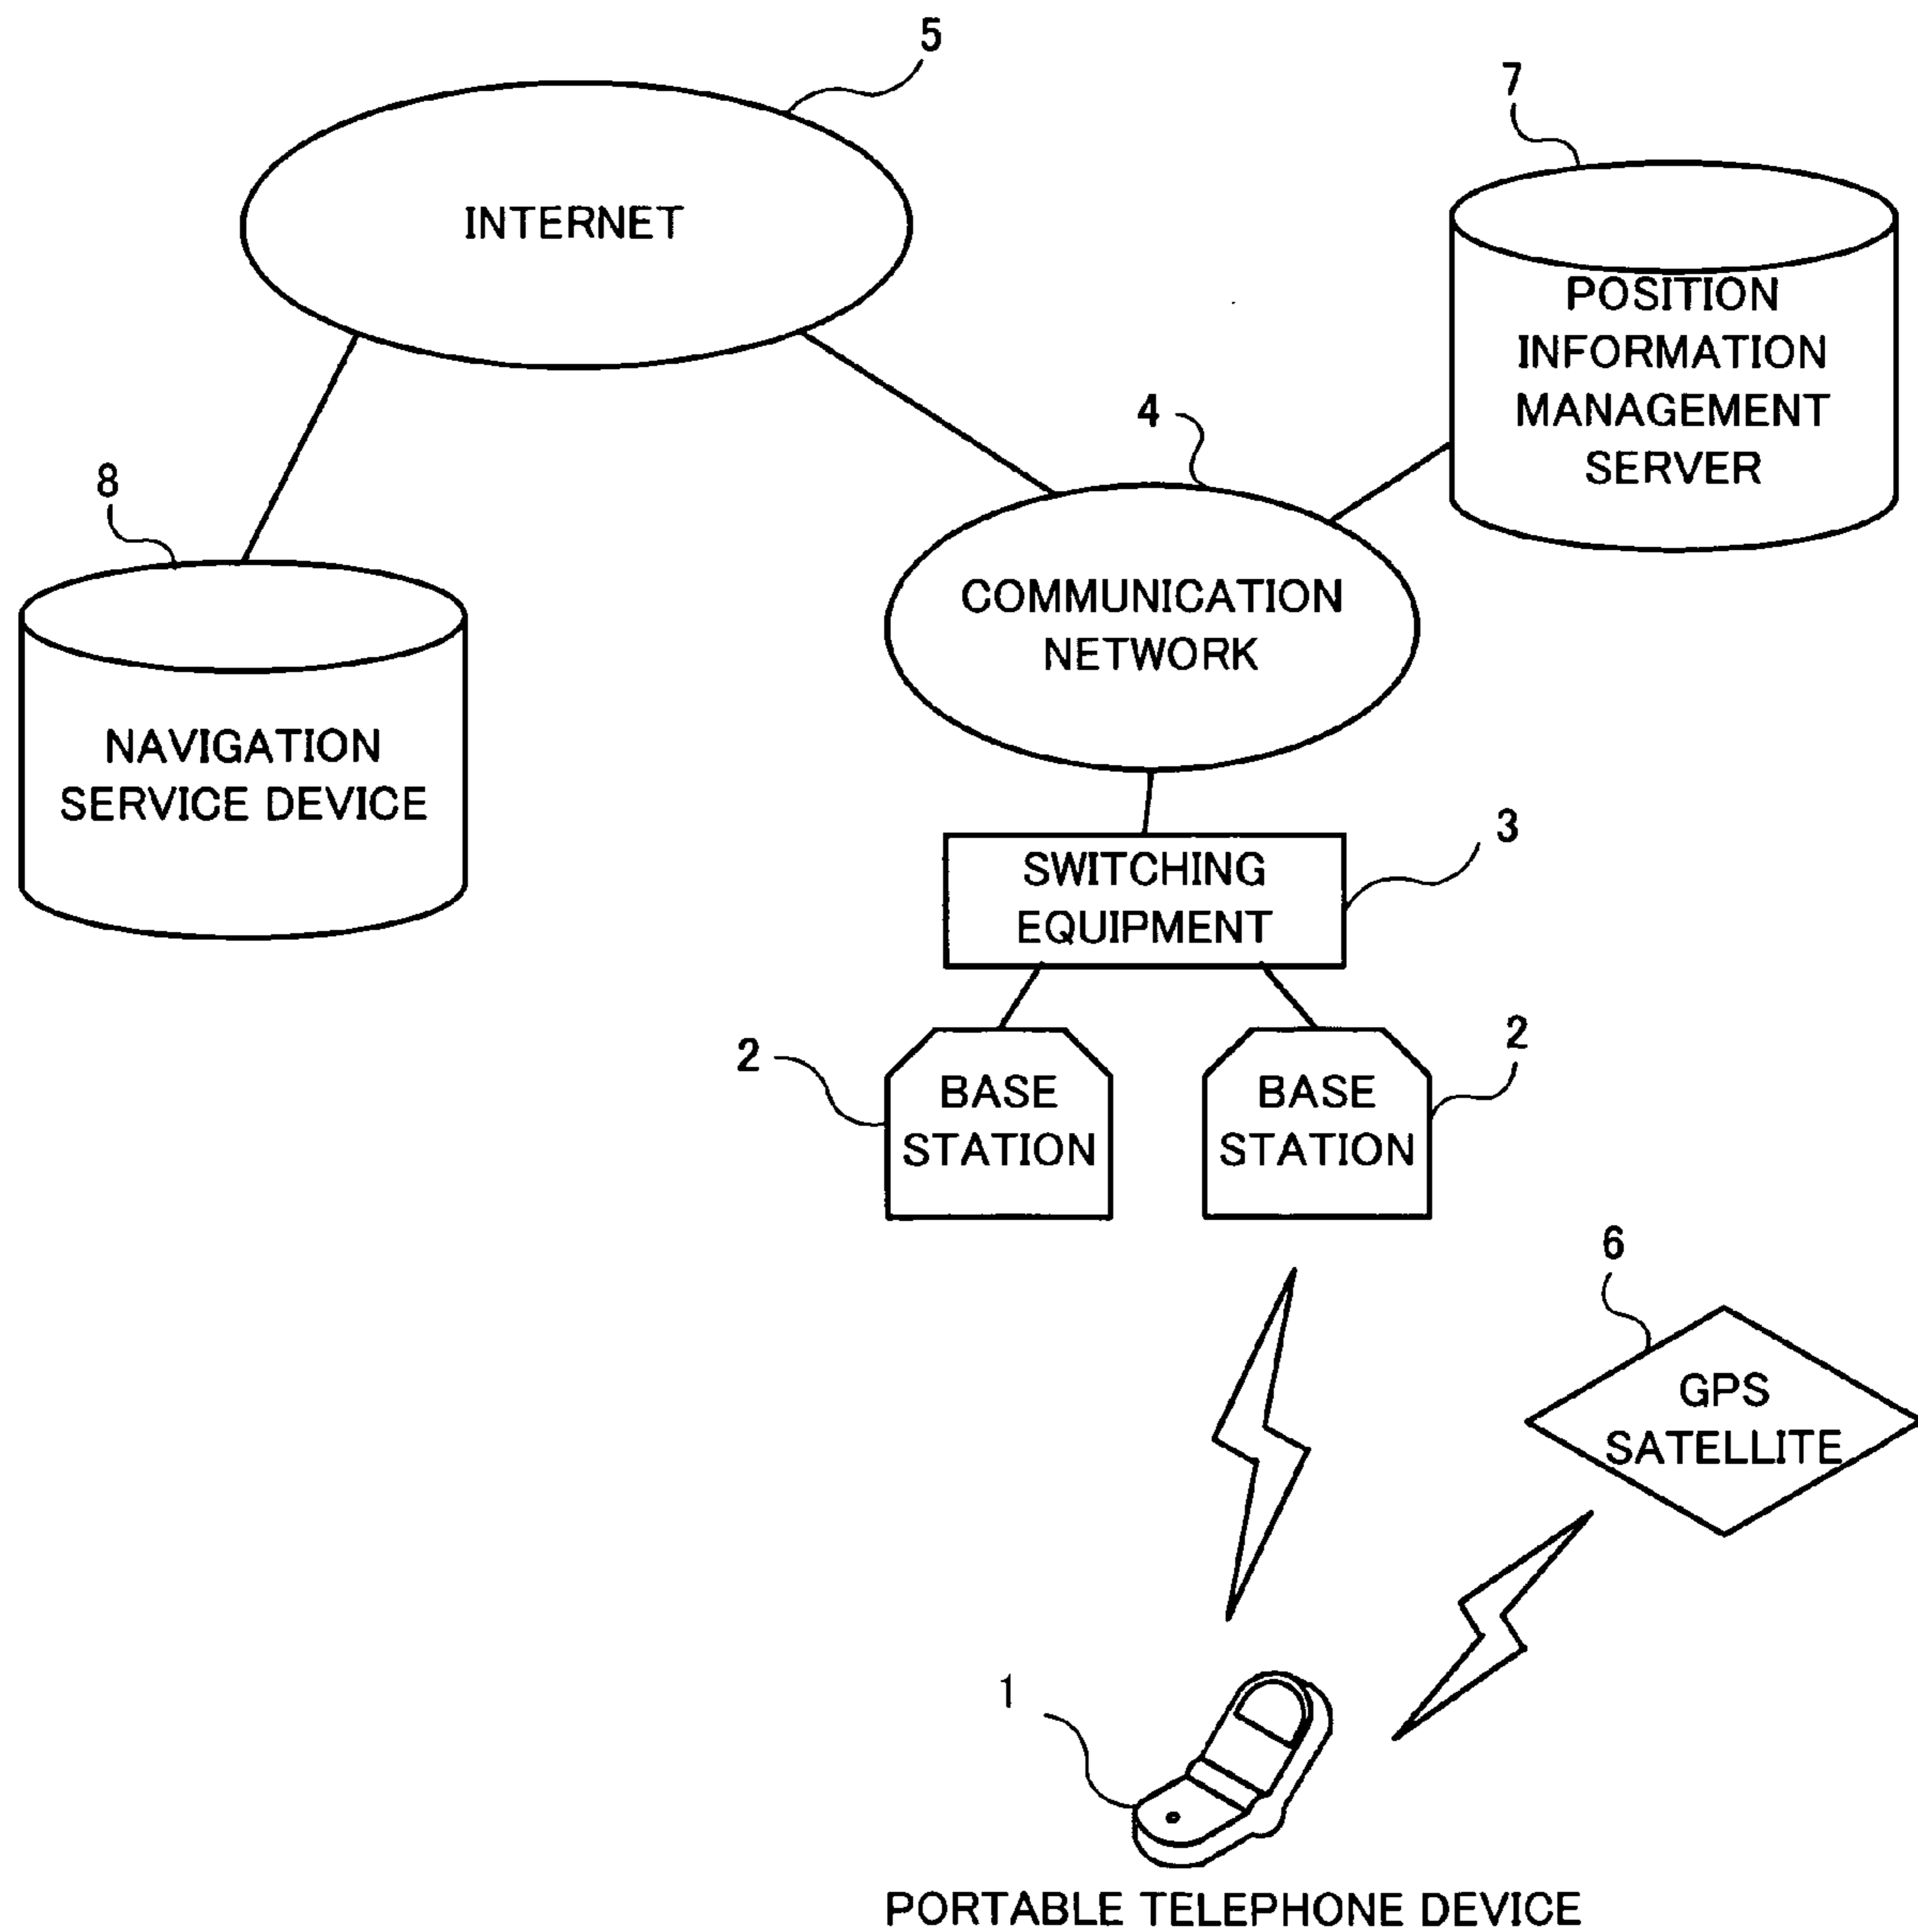 5
7
INTERNET
POSITION
INFORMATION
MANAGEMENT
SERVER
4
8
COMMUNICATION
NETWORK
NAVIGATION
SERVICE DEVICE
3
SWITCHING
EQUIPMENT
2
BASE
STATION
BASE
STATION
2
6
GPS
SATELLITE
1
PORTABLE TELEPHONE DEVICE